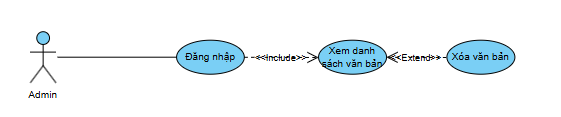 Admin
Đăng nhập
<<Include>>
Xem danh
sách văn bản
<<Extend>>
Xóa văn bản